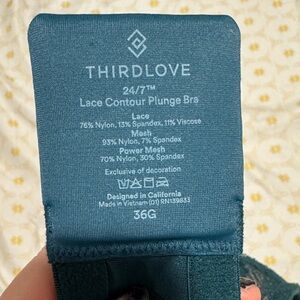 THIRDLOVE
24/7™
Lace Contour Plunge Bra
Lace
76% Nylon, 13% Spandex, 11% Viscose
Mesh
93% Nylon, 7% Spandex
Power Mesh
70% Nylon, 30% Spandex
Exclusive of decoration
Designed in California
Made in Vietnam (01) RN139833
36G